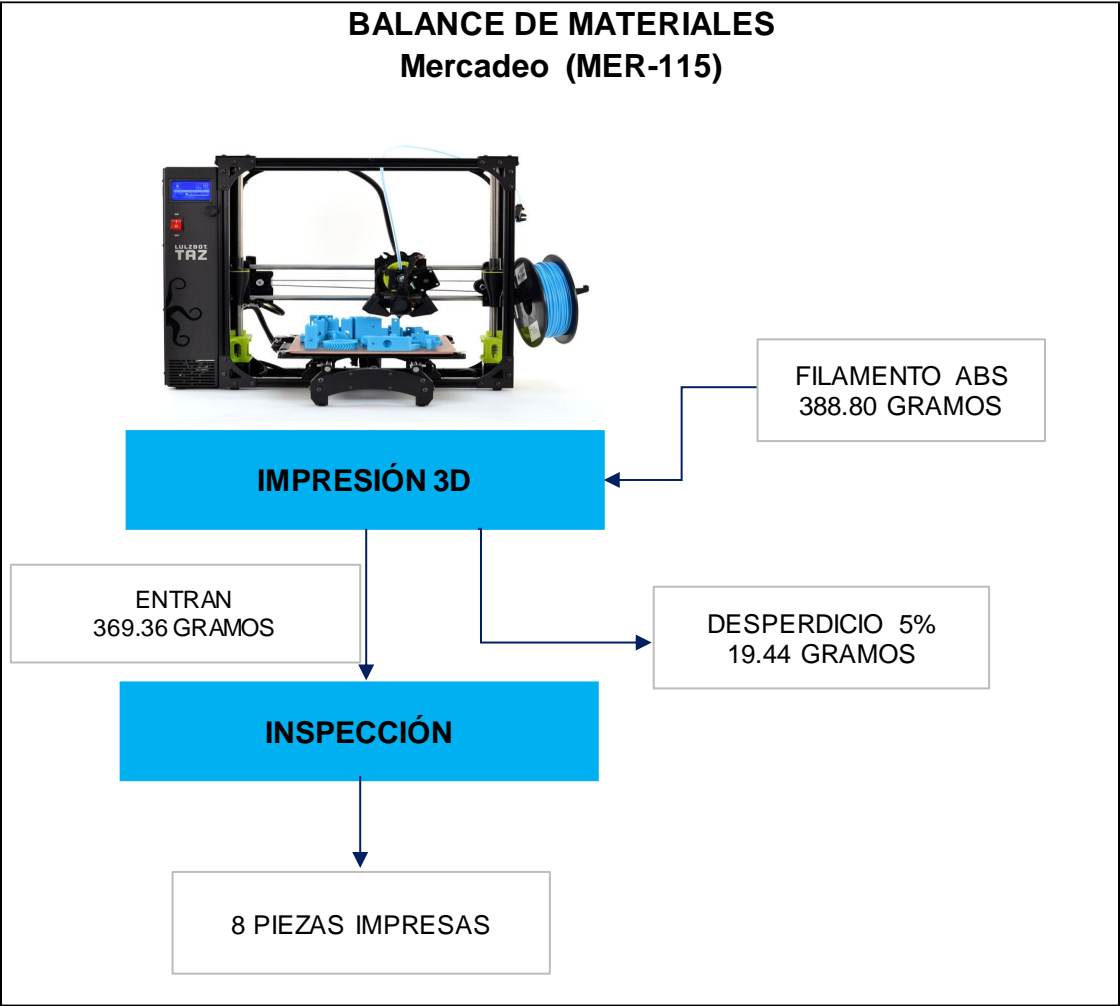 BALANCE DE MATERIALES
Mercadeo (MER-115)
LULZBOT
TAZ
FILAMENTO ABS
388.80 GRAMOS
IMPRESIÓN 3D
ENTRAN
369.36 GRAMOS
DESPERDICIO 5%
19.44 GRAMOS
INSPECCIÓN
8 PIEZAS IMPRESAS